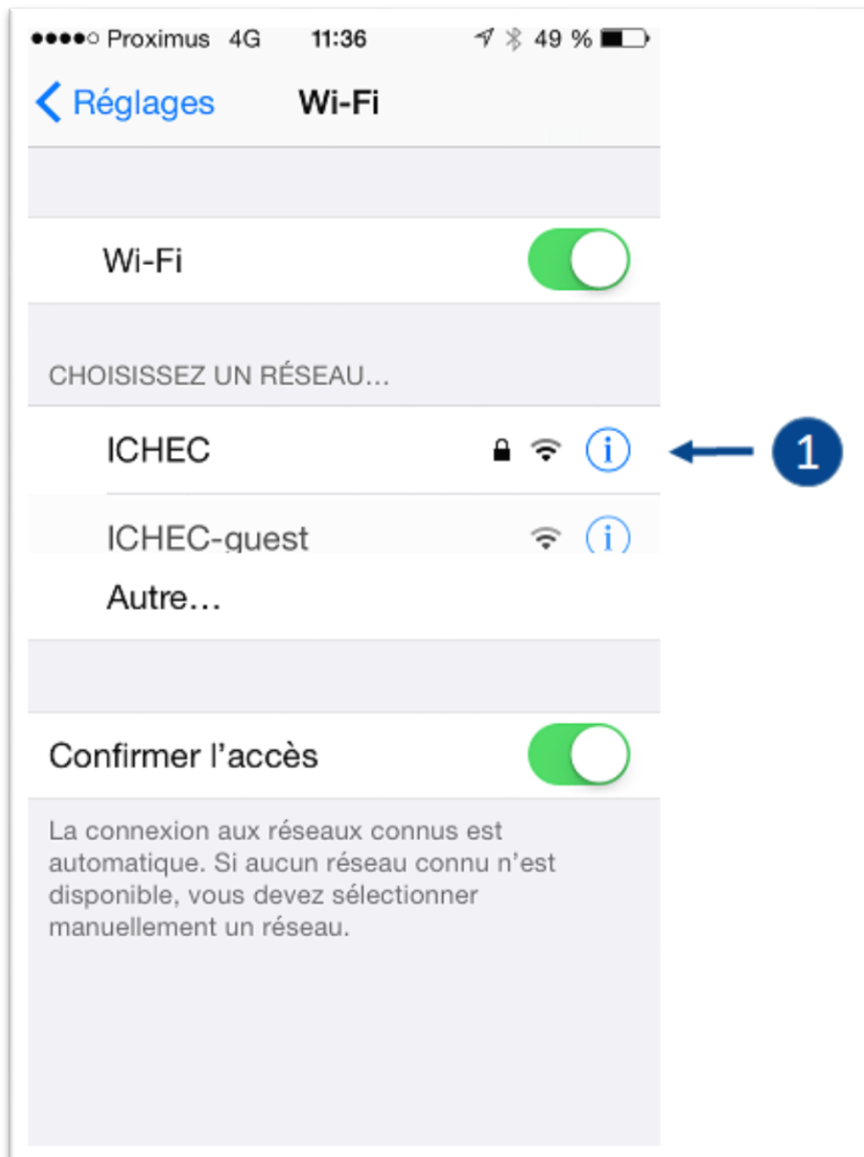 Proximus 4G 11:36 49 %
Réglages Wi-Fi
Wi-Fi
CHOISISSEZ UN RÉSEAU...
ICHEC
1
ICHEC-guest
Autre...
Confirmer l'accès
La connexion aux réseaux connus est
automatique. Si aucun réseau connu n'est
disponible, vous devez sélectionner
manuellement un réseau.